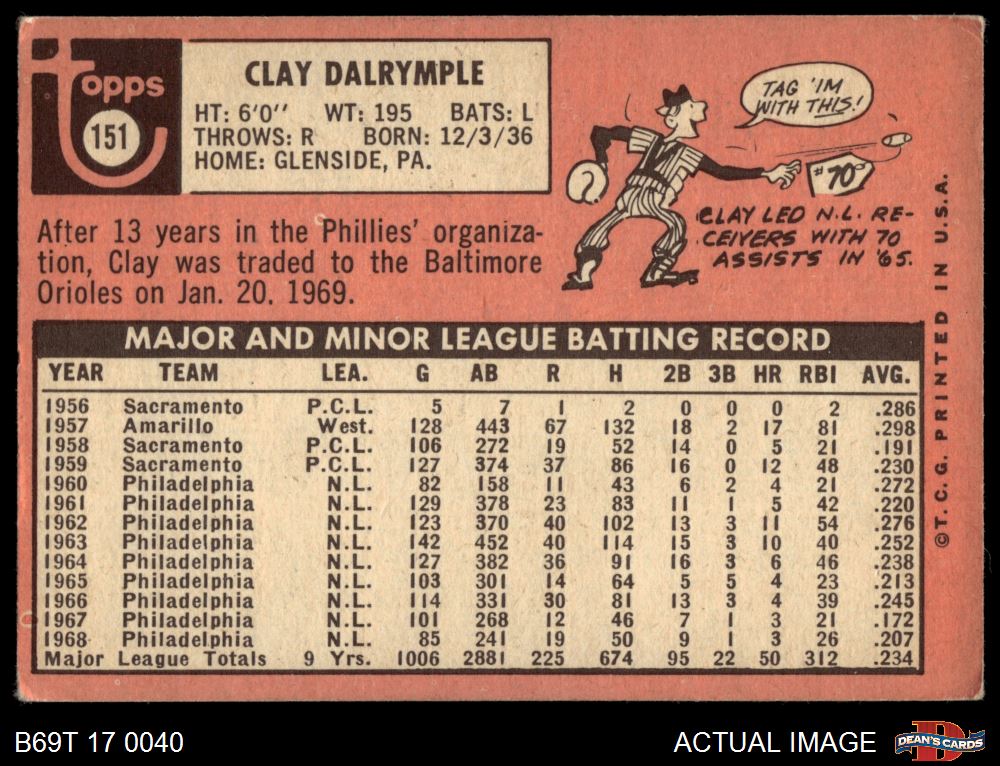 topps
151
CLAY DALRYMPLE
HT: 6'0" WT: 195 BATS: L
THROWS: R BORN: 12/3/36
HOME: GLENSIDE, PA.
TAG 'IM
WITH THIS!
#70
CLAY LED N.L. RE-
CEIVERS WITH 70
ASSISTS IN '65.
After 13 years in the Phillies' organiza-
tion, Clay was traded to the Baltimore
Orioles on Jan. 20, 1969.
MAJOR AND MINOR LEAGUE BATTING RECORD
YEAR TEAM LEA. G AB R H 2B 3B HR RBI AVG.
1956 Sacramento P.C.L. 5 7 1 2 0 0 0 2 .286
1957 Amarillo West. 128 443 67 132 18 2 17 81 .298
1958 Sacramento P.C.L. 106 272 19 52 14 0 5 21 .191
1959 Sacramento P.C.L. 127 374 37 86 16 0 12 48 .230
1960 Philadelphia N.L. 82 158 11 43 6 2 4 21 .272
1961 Philadelphia N.L. 129 378 23 83 11 1 5 42 .220
1962 Philadelphia N.L. 123 370 40 102 13 3 11 54 .276
1963 Philadelphia N.L. 142 452 40 114 15 3 10 40 .252
1964 Philadelphia N.L. 127 382 36 91 16 3 6 46 .238
1965 Philadelphia N.L. 103 301 14 64 5 5 4 23 .213
1966 Philadelphia N.L. 114 331 30 81 13 3 4 39 .245
1967 Philadelphia N.L. 101 268 12 46 7 1 3 21 .172
1968 Philadelphia N.L. 85 241 19 50 9 1 3 26 .207
Major League Totals 9 Yrs. 1006 2881 225 674 95 22 50 312 .234
©T. C. G. PRINTED IN U.S.A.
B69T 17 0040
ACTUAL IMAGE
DEAN'S CARDS